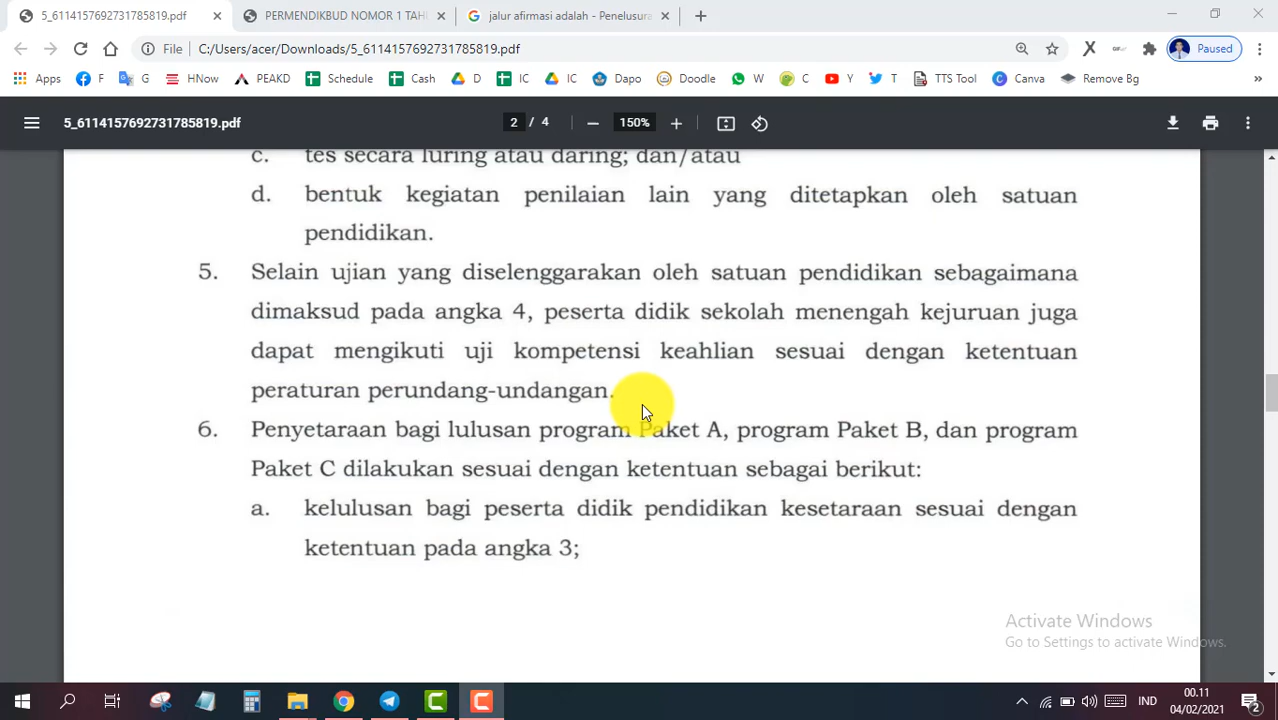 5_6114157692731785819.pdf
PERMENDIKBUD NOMOR 1 TAHU
jalur afirmasi adalah - Penelusura
File
C:/Users/acer/Downloads/5_6114157692731785819.pdf
Paused
Apps F G HNow PEAKD Schedule Cash D IC IC Dapo Doodle W C Y T TTS Tool Canva Remove Bg »
5_6114157692731785819.pdf
2 / 4
150%
c. tes secara luring atau daring; dan/atau
d. bentuk kegiatan penilaian lain yang ditetapkan oleh satuan
pendidikan.
5. Selain ujian yang diselenggarakan oleh satuan pendidikan sebagaimana
dimaksud pada angka 4, peserta didik sekolah menengah kejuruan juga
dapat mengikuti uji kompetensi keahlian sesuai dengan ketentuan
peraturan perundang-undangan.
6. Penyetaraan bagi lulusan program Paket A, program Paket B, dan program
Paket C dilakukan sesuai dengan ketentuan sebagai berikut:
a. kelulusan bagi peserta didik pendidikan kesetaraan sesuai dengan
ketentuan pada angka 3;
Activate Windows
Go to Settings to activate Windows.
IND
00.11
04/02/2021
2